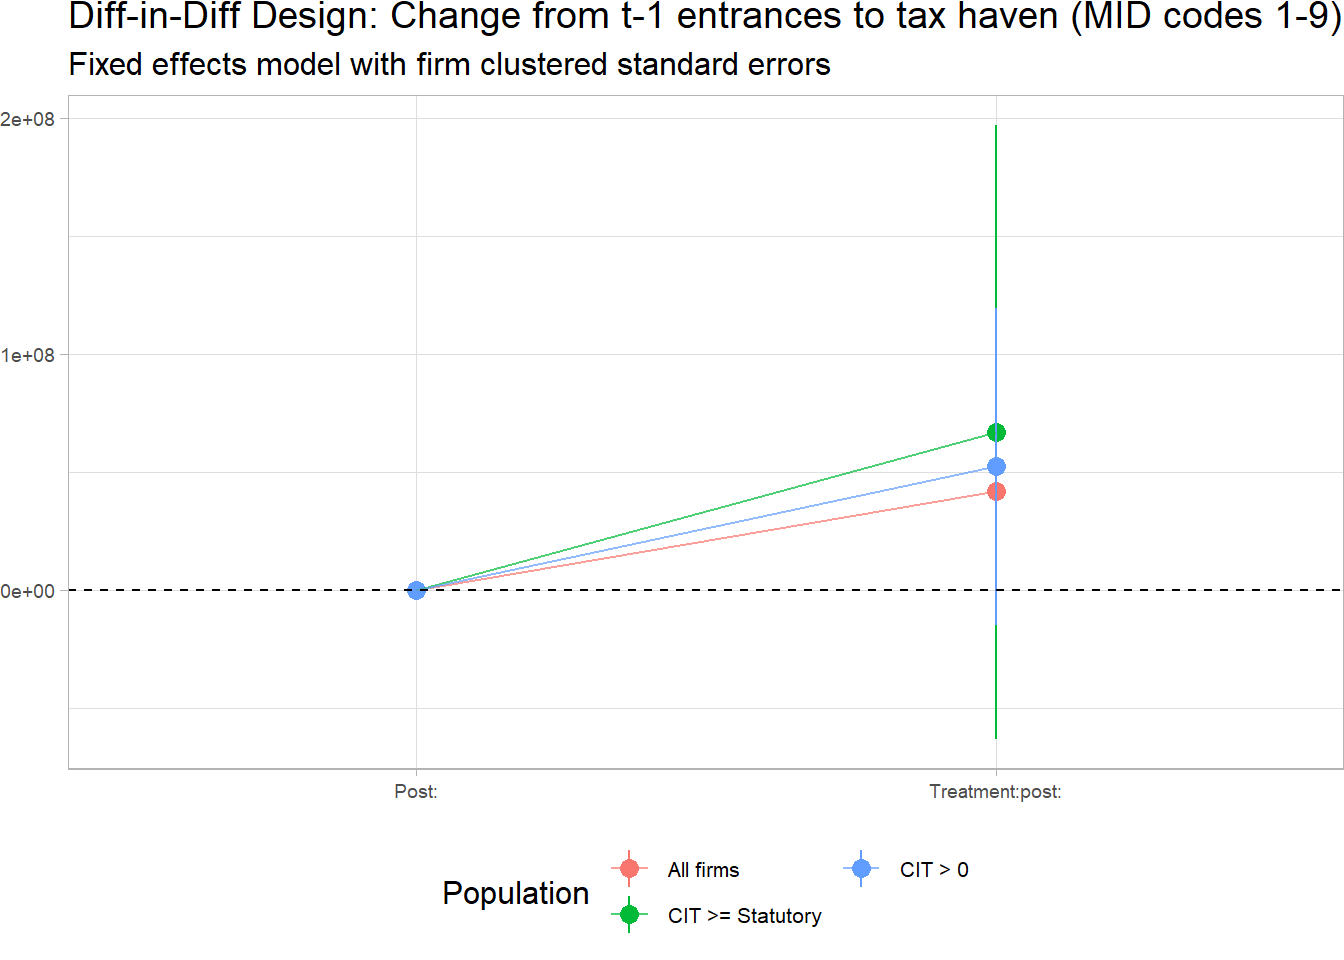 Diff-in-Diff Design: Change from t-1 entrances to tax haven (MID codes 1-9)
Fixed effects model with firm clustered standard errors
2e+08
1e+08
0e+00
Post:
Treatment:post:
Population
All firms
CIT > 0
CIT >= Statutory